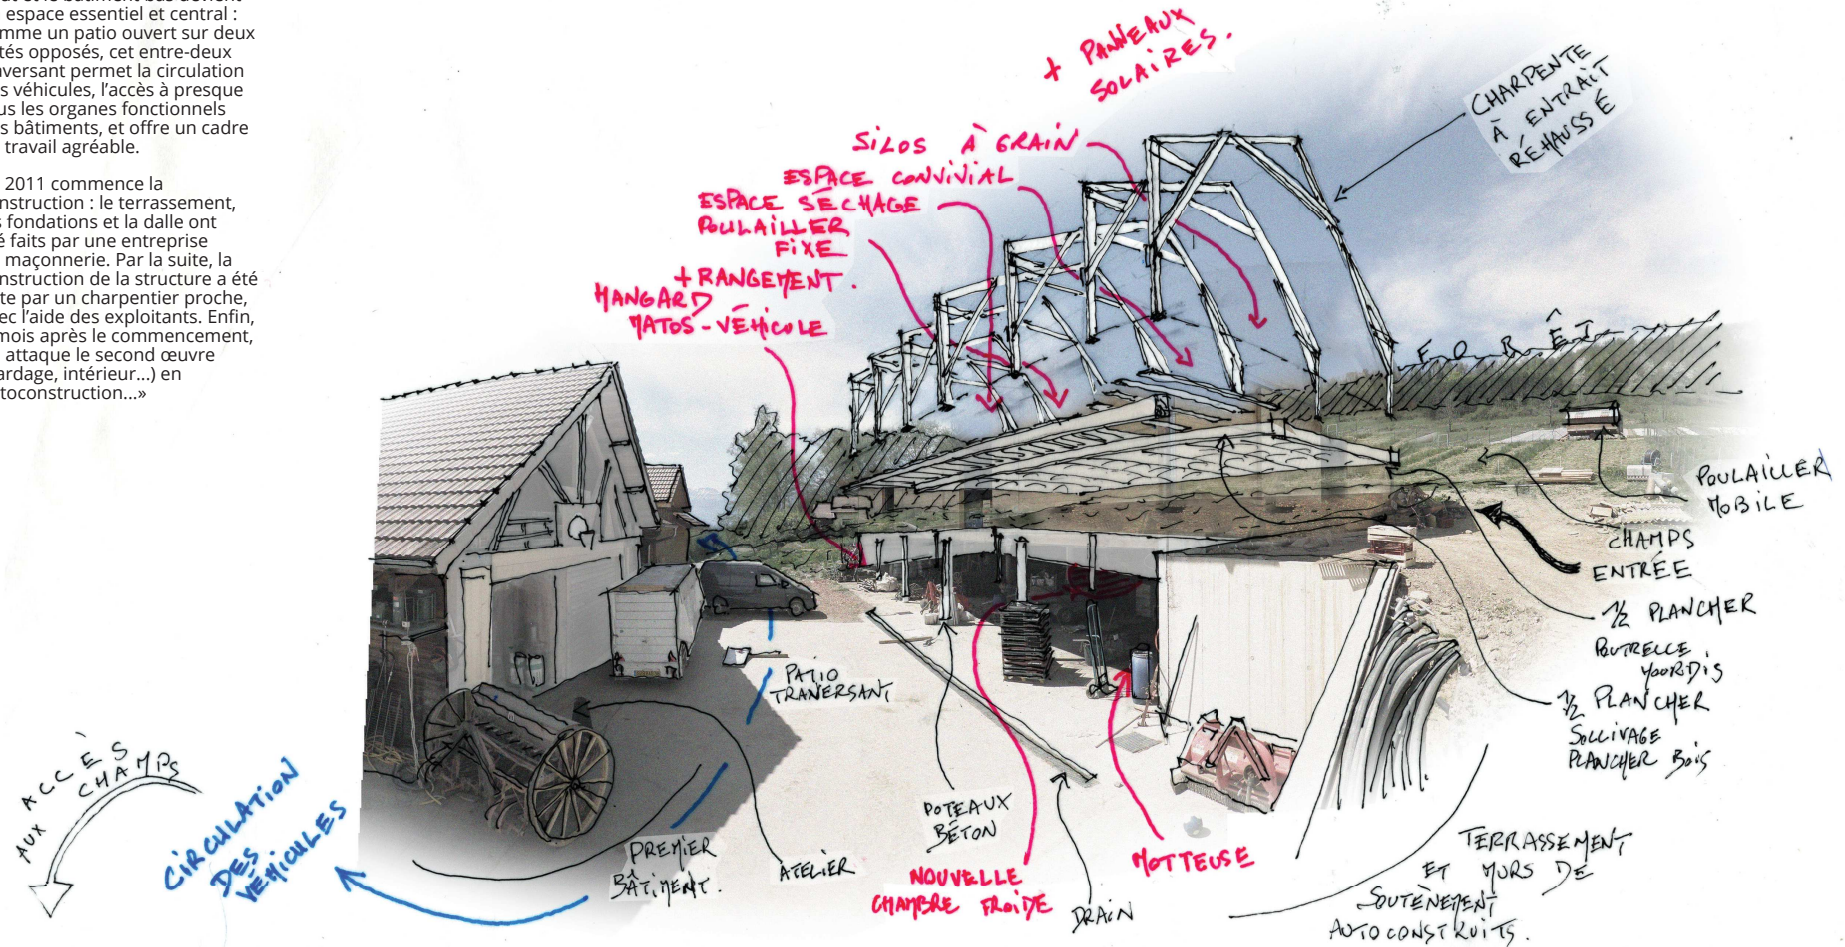 espace essentiel et central :
mme un patio ouvert sur deux
tés opposés, cet entre-deux
aversant permet la circulation
s véhicules, l'accès à presque
us les organes fonctionnels
s bâtiments, et offre un cadre
travail agréable.
2011 commence la
nstruction : le terrassement,
s fondations et la dalle ont
é faits par une entreprise
maçonnerie. Par la suite, la
nstruction de la structure a été
te par un charpentier proche,
ec l'aide des exploitants. Enfin,
mois après le commencement,
attaque le second œuvre
ardage, intérieur...) en
toconstruction...»
+ PANNEAUX
SOLAIRES.
CHARPENTE
À ENTRAIT
RÉHAUSSÉ
SILOS À GRAIN
ESPACE CONVIVIAL
ESPACE SÉCHAGE
POULAILLER
FIXE
+ RANGEMENT.
HANGARD
MATOS-VÉHICULE
FORÊT
POULAILLER
MOBILE
CHAMPS
ENTRÉE
1/2 PLANCHER
POUTRELLE
YOORDIS
1/2 PLANCHER
SOLLIVAGE
PLANCHER BOIS
PATIO
TRAVERSANT
ACCÈS
AUX CHAMPS
CIRCULATION
DES
VÉHICULES
PREMIER
BÂTIMENT.
ATELIER
POTEAUX
BÉTON
NOUVELLE
CHAMBRE FROIDE
DRAIN
MOTTEUSE
TERRASSEMENT
ET MURS DE
SOUTÈNEMENT
AUTOCONSTRUITS.